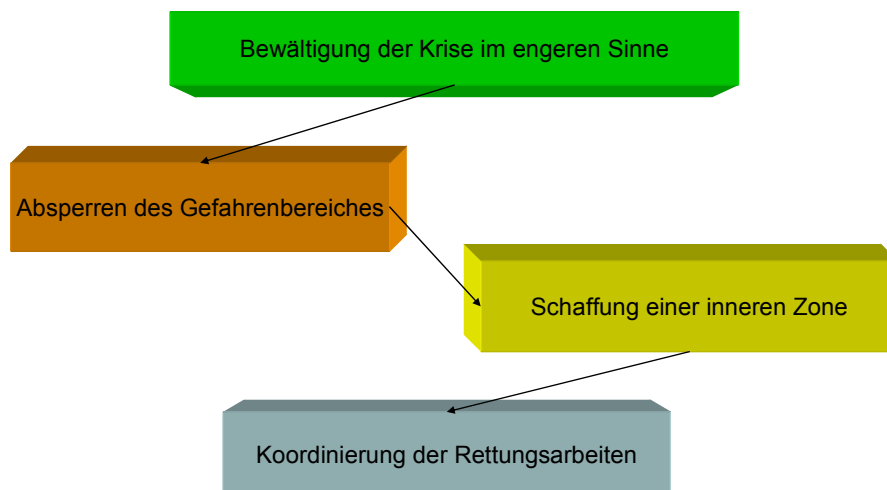 Bewältigung der Krise im engeren Sinne
Absperren des Gefahrenbereiches
Schaffung einer inneren Zone
Koordinierung der Rettungsarbeiten